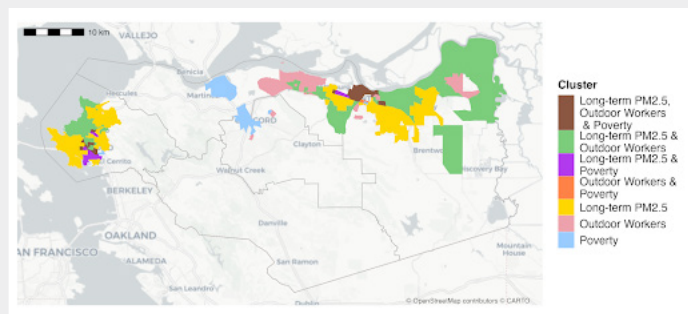 10 km
VALLEJO
Benicia
Hercules
Martinez
CORD
Clayton
Cerrito
Walnut Creek
Brentwood
Discovery Bay
BERKELEY
OAKLAND
Danville
AN FRANCISCO
ALAMEDA
San Ramon
Mountain
House
San Leandro
Dublin
© OpenStreetMap contributors © CARTO
Cluster
Long-term PM2.5,
Outdoor Workers
& Poverty
Long-term PM2.5 &
Outdoor Workers
Long-term PM2.5 &
Poverty
Outdoor Workers &
Poverty
Long-term PM2.5
Outdoor Workers
Poverty